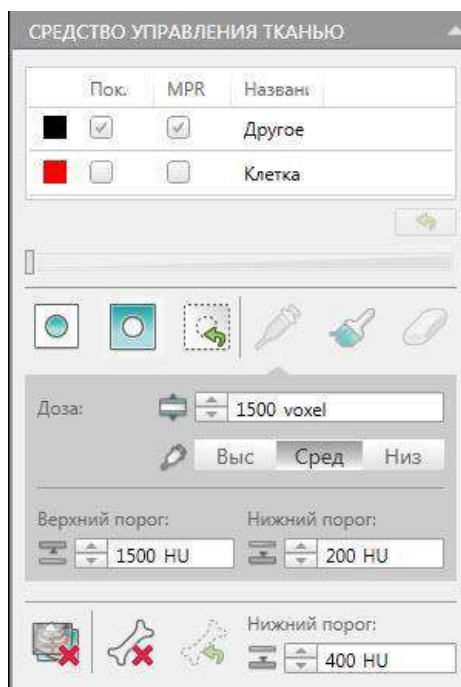 СРЕДСТВО УПРАВЛЕНИЯ ТКАНЬЮ
Пок. MPR Названи
Другое
Клетка
Доза: 1500 voxel
Выс Сред Низ
Верхний порог: Нижний порог:
1500 HU 200 HU
Нижний порог:
400 HU